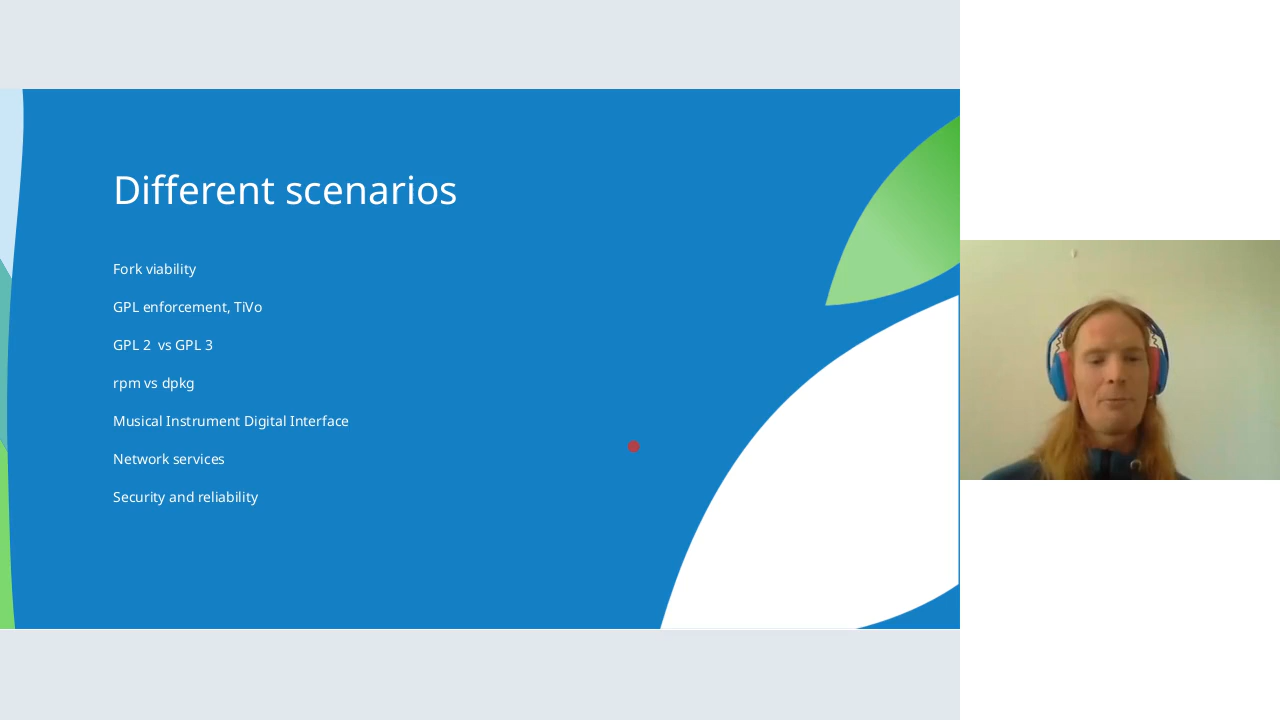 Different scenarios
Fork viability
GPL enforcement, TiVo
GPL 2  vs GPL 3
rpm vs dpkg
Musical Instrument Digital Interface
Network services
Security and reliability